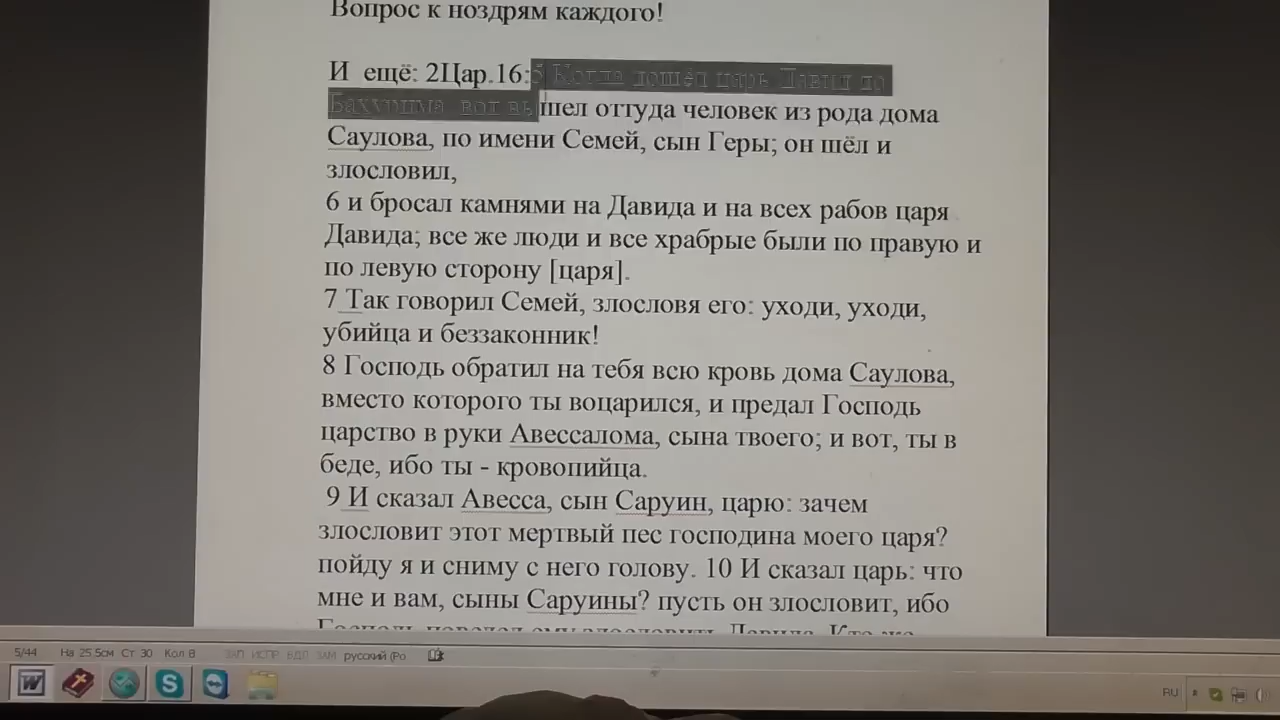 Вопрос к ноздрям каждого!
И ещё: 2Цар.16:5 Когда дошёл царь Давид до
Бахурима, вот вышел оттуда человек из рода дома
Саулова, по имени Семей, сын Геры; он шёл и
злословил,
6 и бросал камнями на Давида и на всех рабов царя
Давида; все же люди и все храбрые были по правую и
по левую сторону [царя].
7 Так говорил Семей, злословя его: уходи, уходи,
убийца и беззаконник!
8 Господь обратил на тебя всю кровь дома Саулова,
вместо которого ты воцарился, и предал Господь
царство в руки Авессалома, сына твоего; и вот, ты в
беде, ибо ты - кровопийца.
9 И сказал Авесса, сын Саруин, царю: зачем
злословит этот мертвый пес господина моего царя?
пойду я и сниму с него голову. 10 И сказал царь: что
мне и вам, сыны Саруины? пусть он злословит, ибо
5/44 На 25.5см Ст 30 Кол 8 ЗАП ИСПР ВДЛ ЗАМ русский (Ро
W S RU